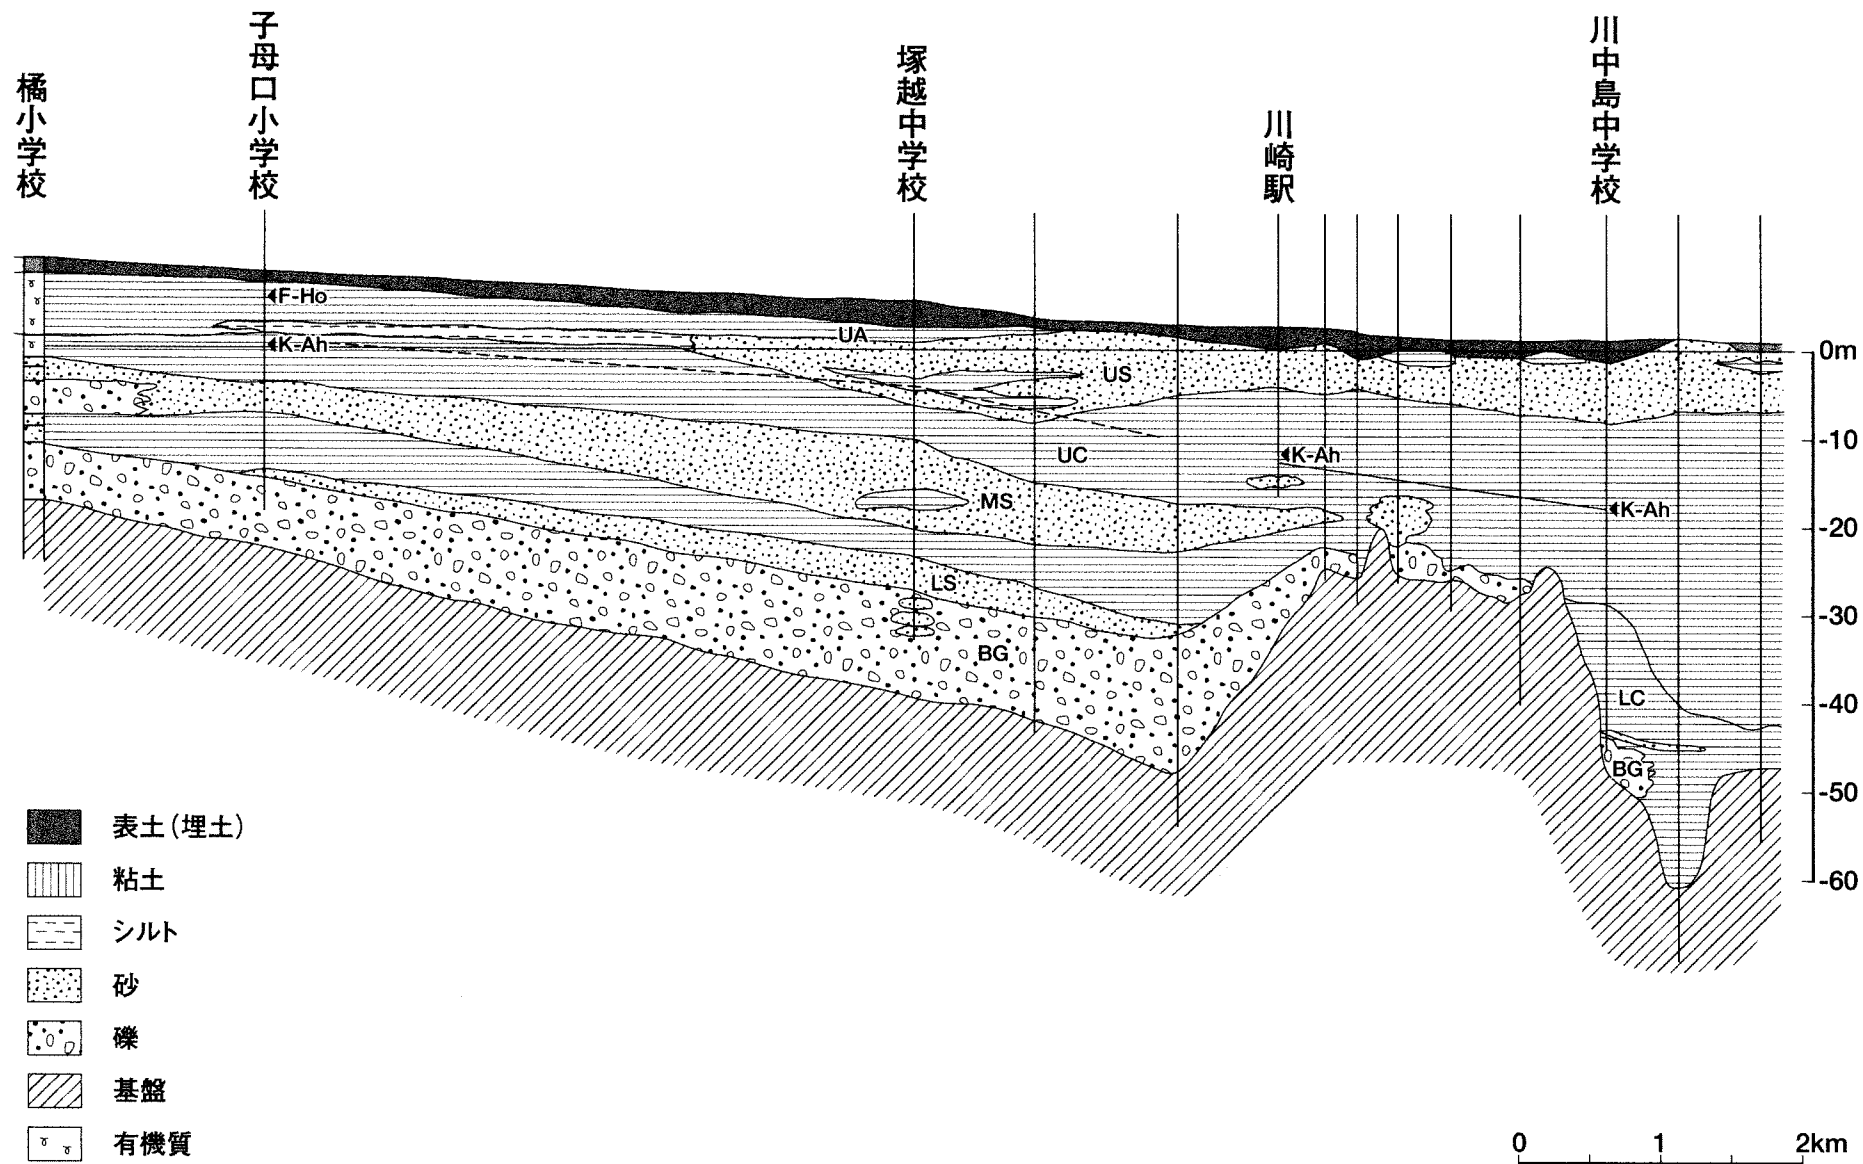 橘小学校
子母口小学校
塚越中学校
川崎駅
川中島中学校
F-Ho
K-Ah
UA
US
UC
K-Ah
K-Ah
MS
LS
BG
LC
BG
0m
-10
-20
-30
-40
-50
-60
表土(埋土)
粘土
シルト
砂
礫
基盤
有機質
0 1 2km